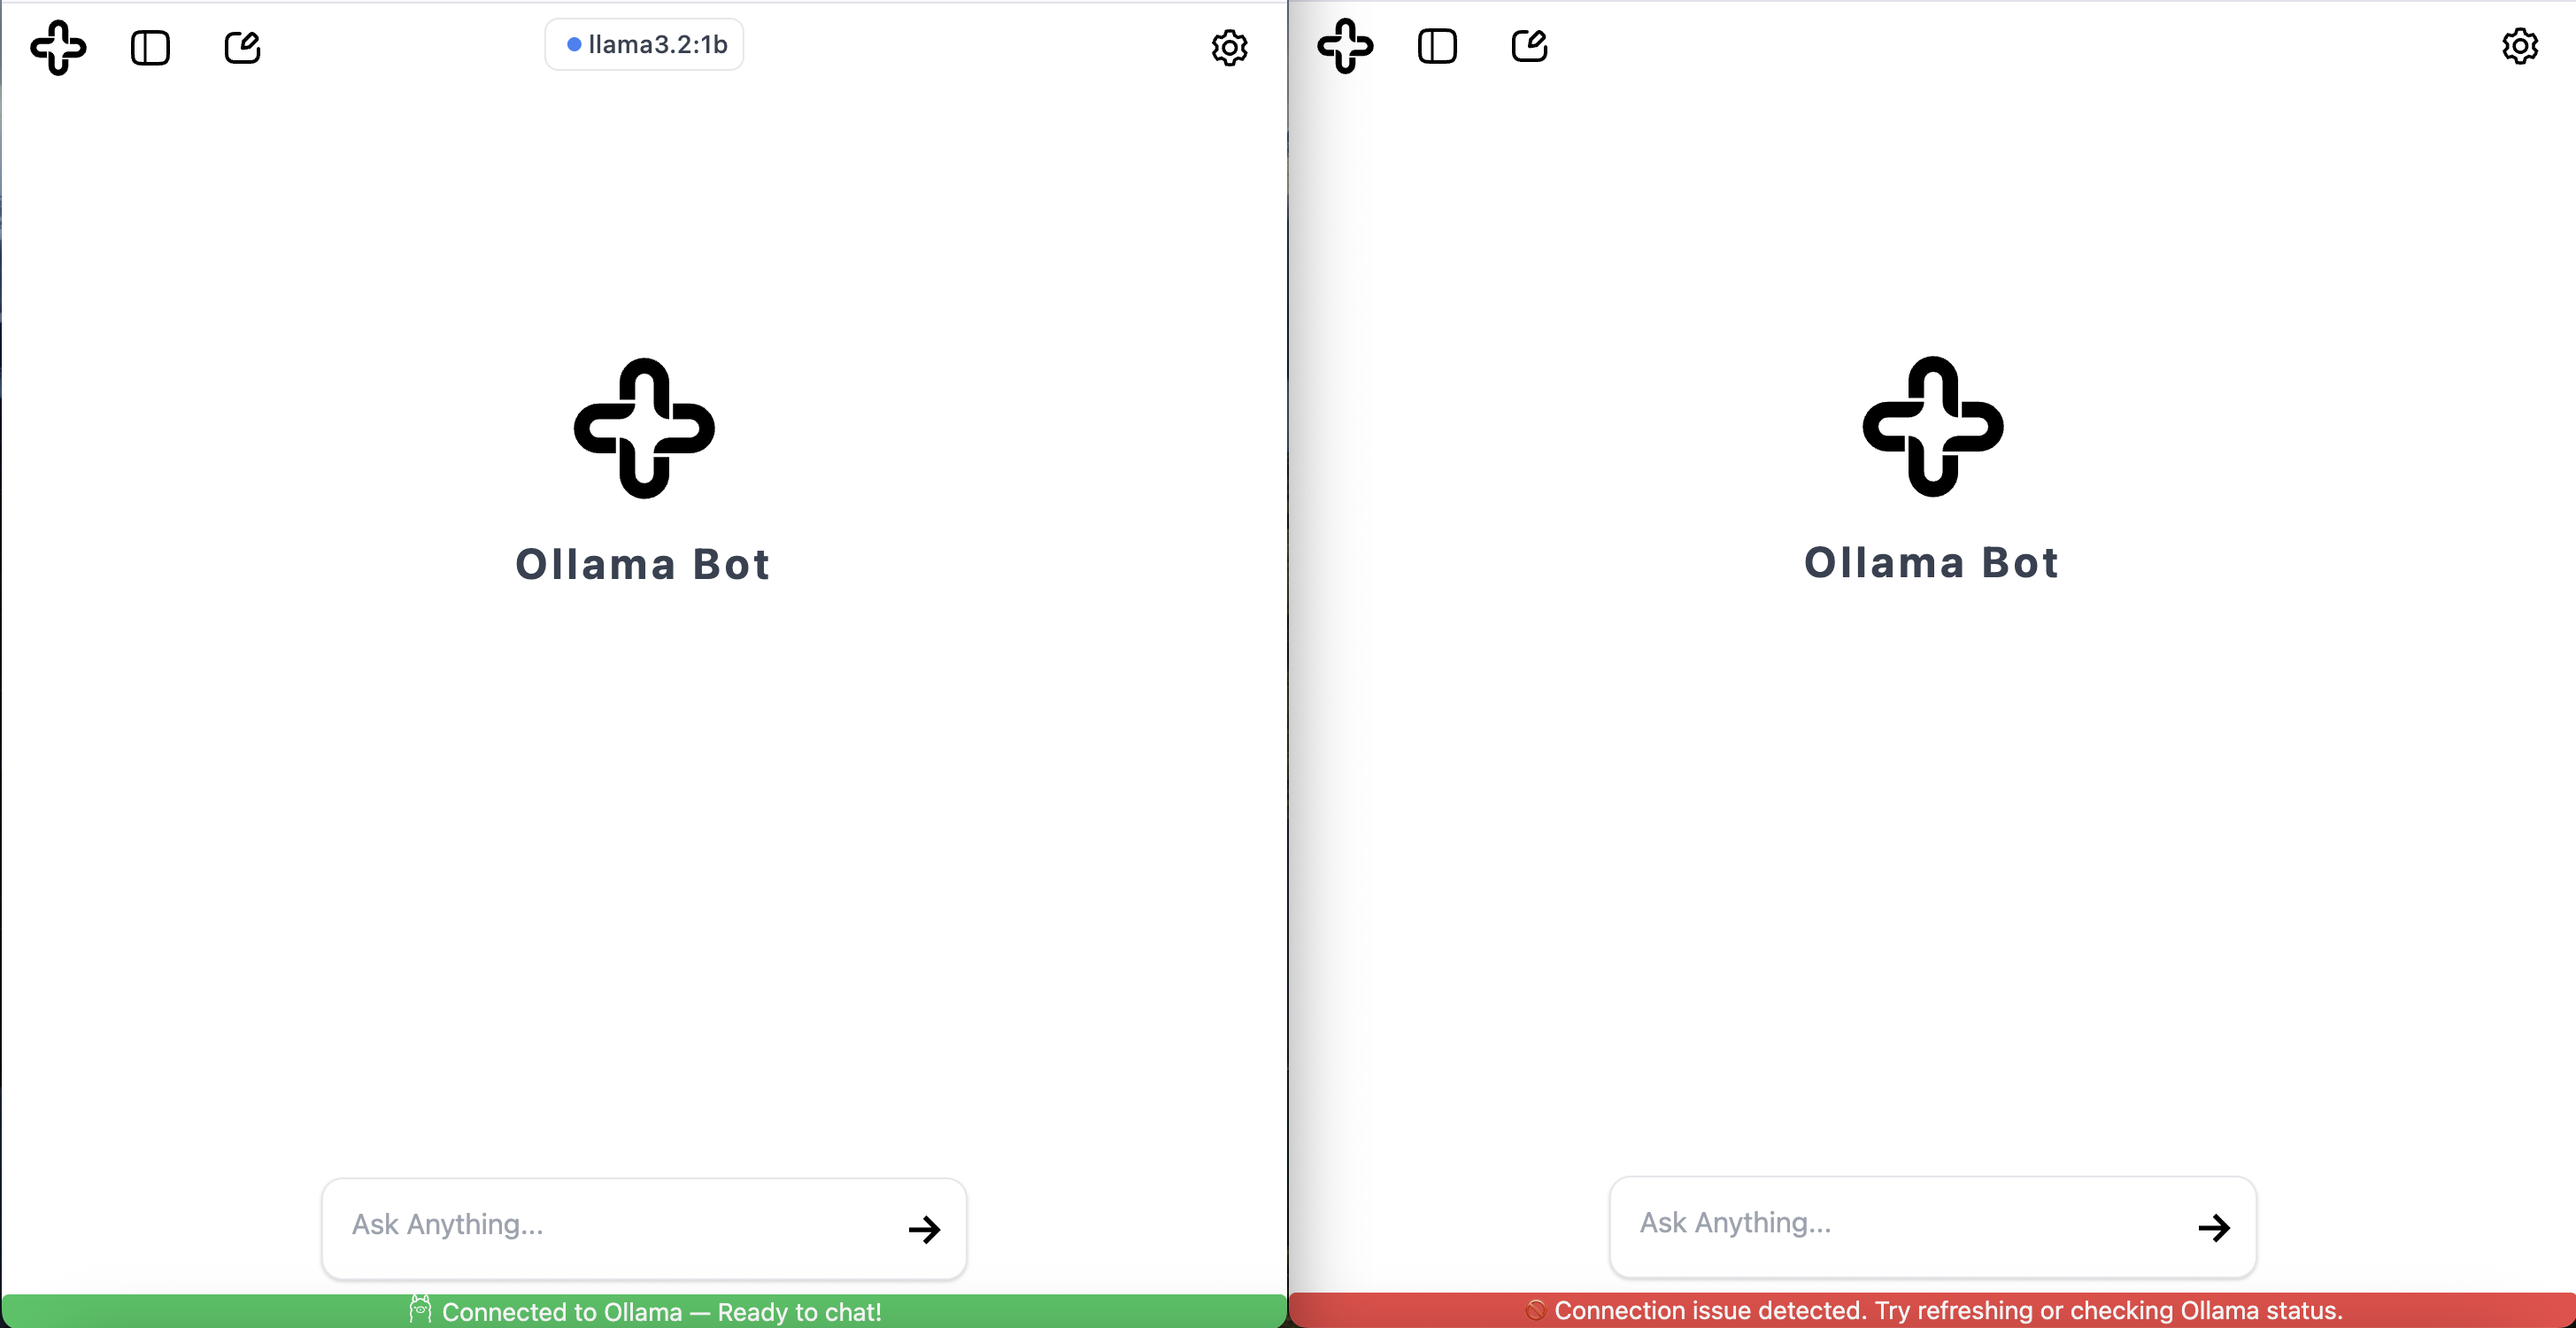 llama3.2:1b
Ollama Bot
Ask Anything...
Connected to Ollama — Ready to chat!
Ollama Bot
Ask Anything...
Connection issue detected. Try refreshing or checking Ollama status.